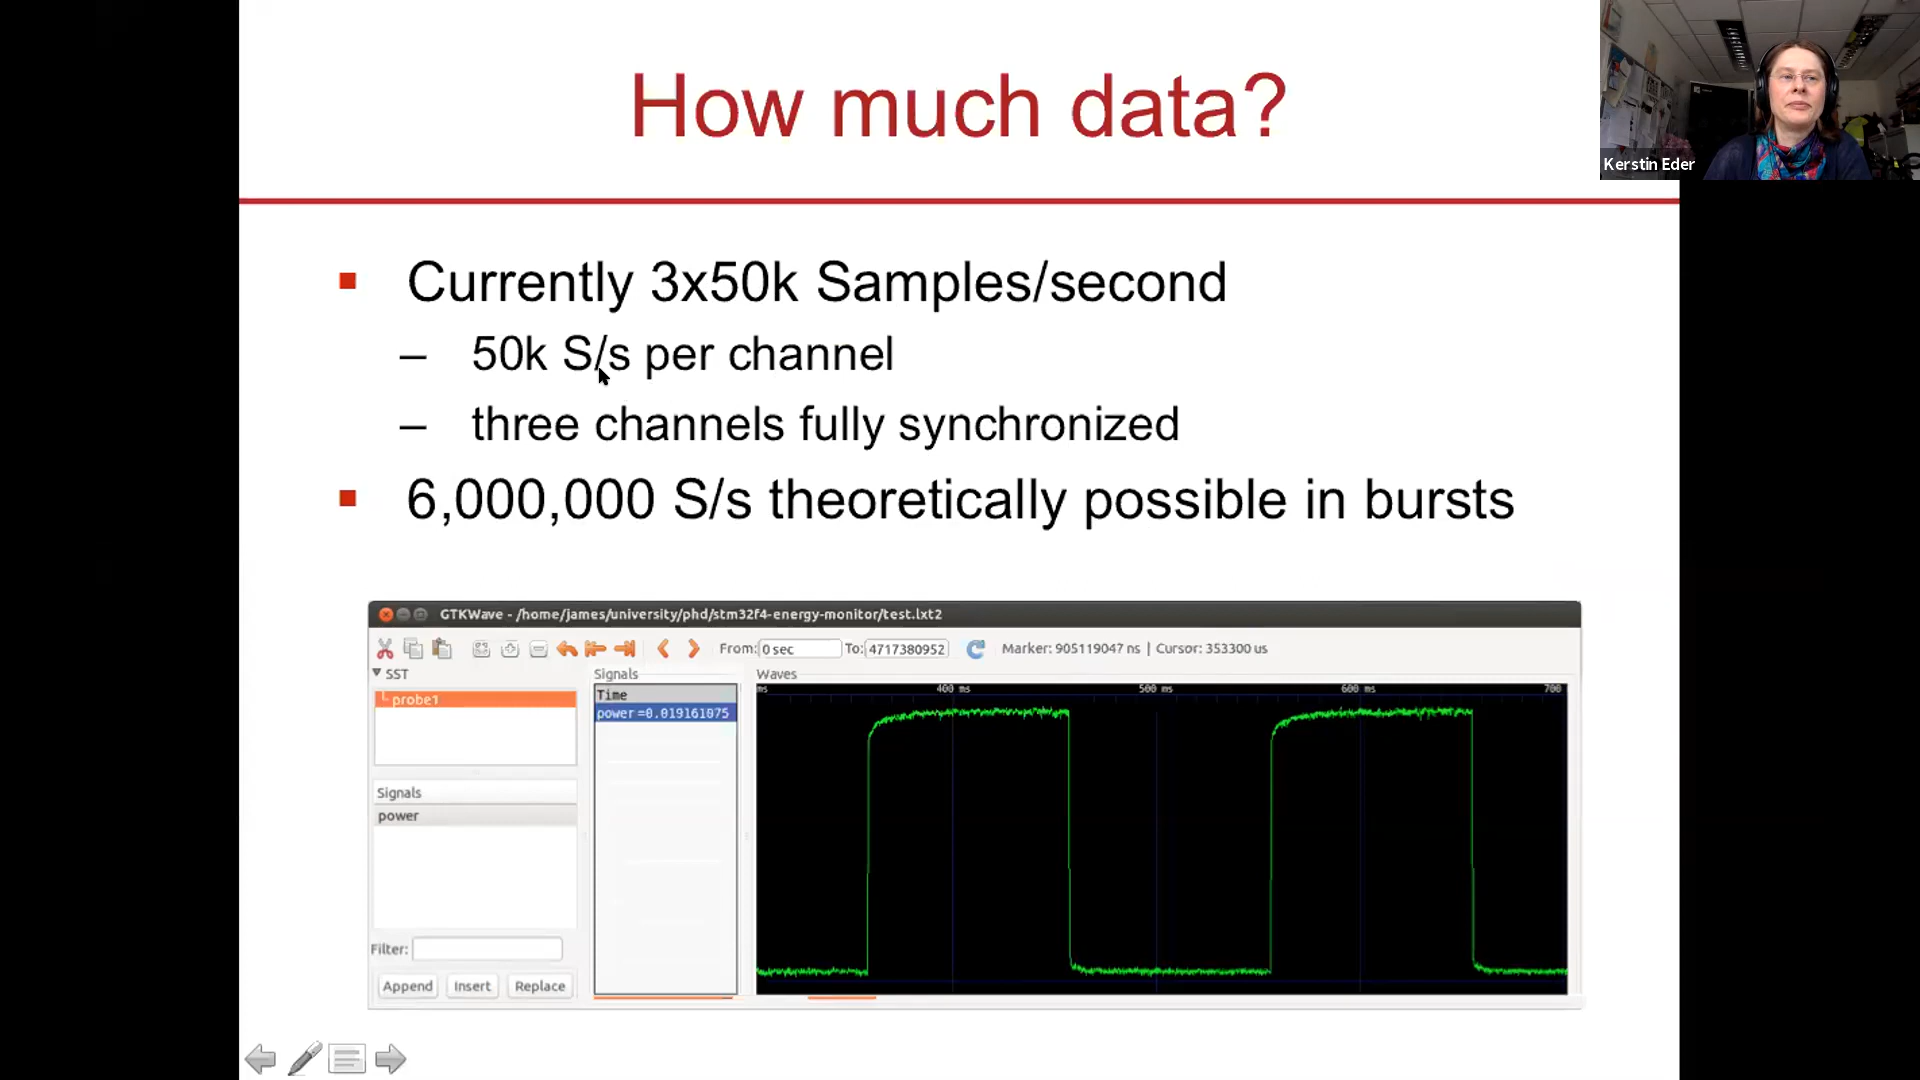 How much data?
Kerstin Eder
▪ Currently 3x50k Samples/second
– 50k S/s per channel
– three channels fully synchronized
▪ 6,000,000 S/s theoretically possible in bursts
GTKWave - /home/james/university/phd/stm32f4-energy-monitor/test.lxt2
From: 0 sec To: 4717380952 Marker: 905119047 ns | Cursor: 353300 us
SST
probe1
Signals
power
Filter:
Append Insert Replace
Signals
Time
power=0.019161075
Waves
ms 400 ms 500 ms 600 ms 700